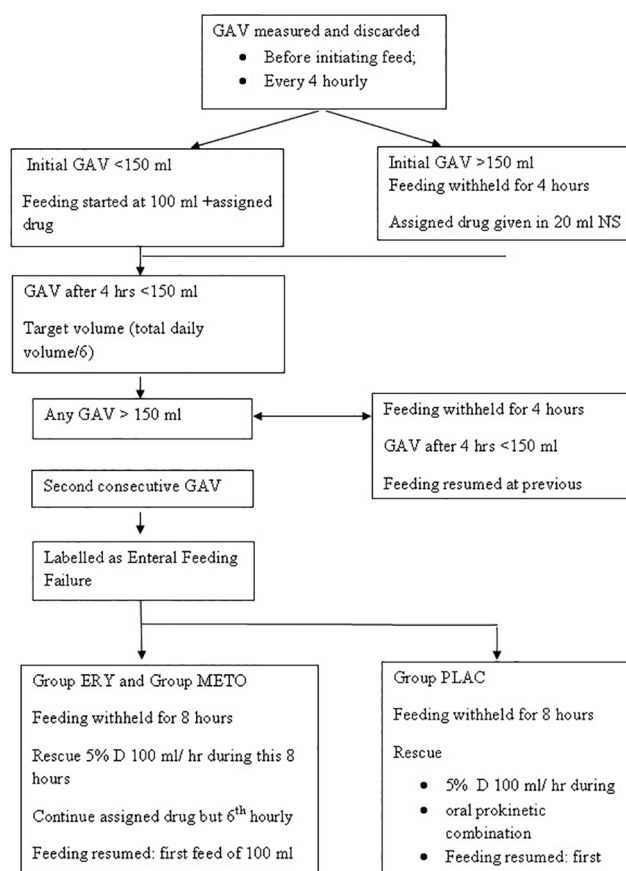 GAV measured and discarded
● Before initiating feed;
● Every 4 hourly
Initial GAV <150 ml
Feeding started at 100 ml +assigned
drug
Initial GAV >150 ml
Feeding withheld for 4 hours
Assigned drug given in 20 ml NS
GAV after 4 hrs <150 ml
Target volume (total daily
volume/6)
Any GAV > 150 ml
Feeding withheld for 4 hours
GAV after 4 hrs <150 ml
Feeding resumed at previous
Second consecutive GAV
Labelled as Enteral Feeding
Failure
Group ERY and Group METO
Feeding withheld for 8 hours
Rescue 5% D 100 ml/ hr during this 8
hours
Continue assigned drug but 6th hourly
Feeding resumed: first feed of 100 ml
Group PLAC
Feeding withheld for 8 hours
Rescue
● 5% D 100 ml/ hr during
● oral prokinetic
combination
● Feeding resumed: first